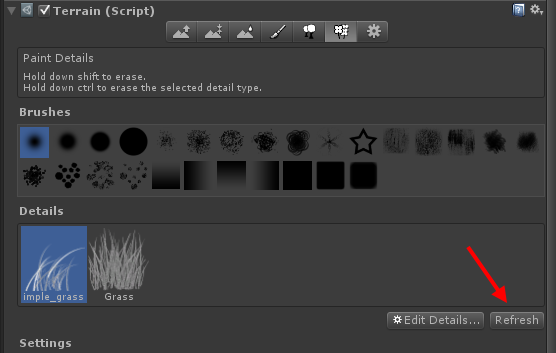 Terrain (Script)
Paint Details
Hold down shift to erase.
Hold down ctrl to erase the selected detail type.
Brushes
Details
imple_grass Grass
Edit Details... Refresh
Settings